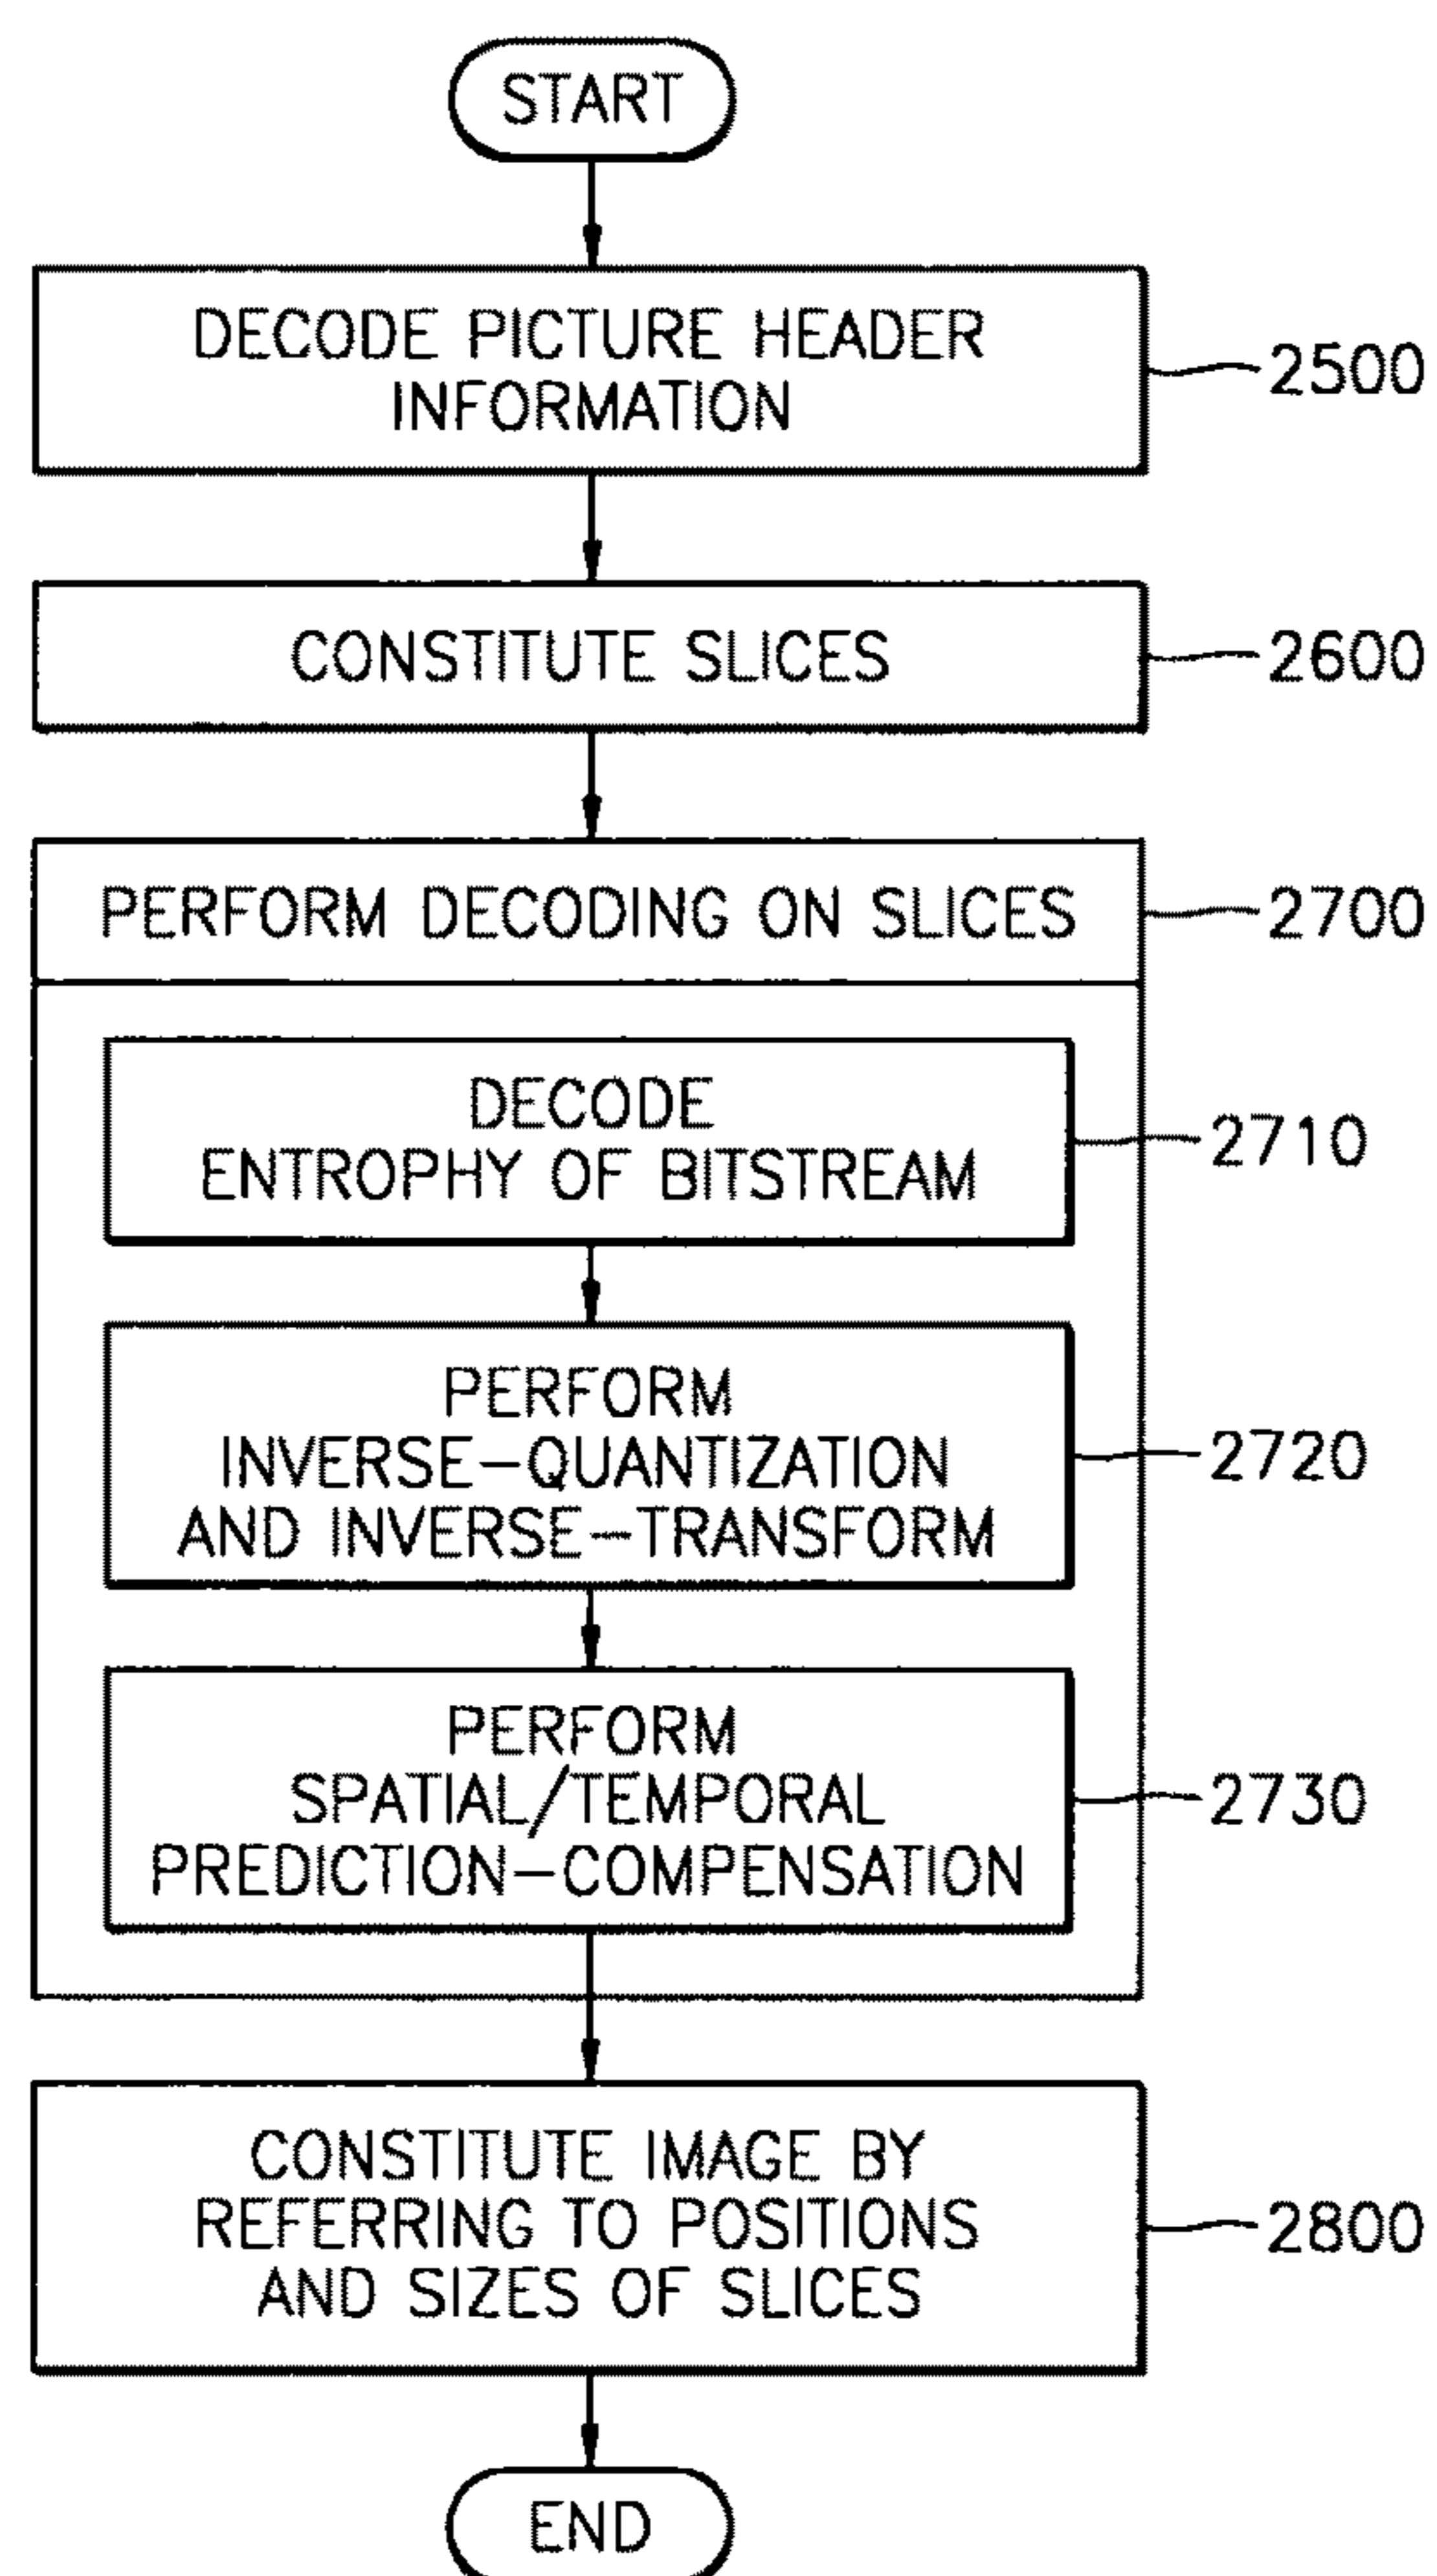 START
DECODE PICTURE HEADER
INFORMATION
2500
CONSTITUTE SLICES
2600
PERFORM DECODING ON SLICES
2700
DECODE
ENTROPHY OF BITSTREAM
2710
PERFORM
INVERSE-QUANTIZATION
AND INVERSE-TRANSFORM
2720
PERFORM
SPATIAL/TEMPORAL
PREDICTION-COMPENSATION
2730
CONSTITUTE IMAGE BY
REFERRING TO POSITIONS
AND SIZES OF SLICES
2800
END